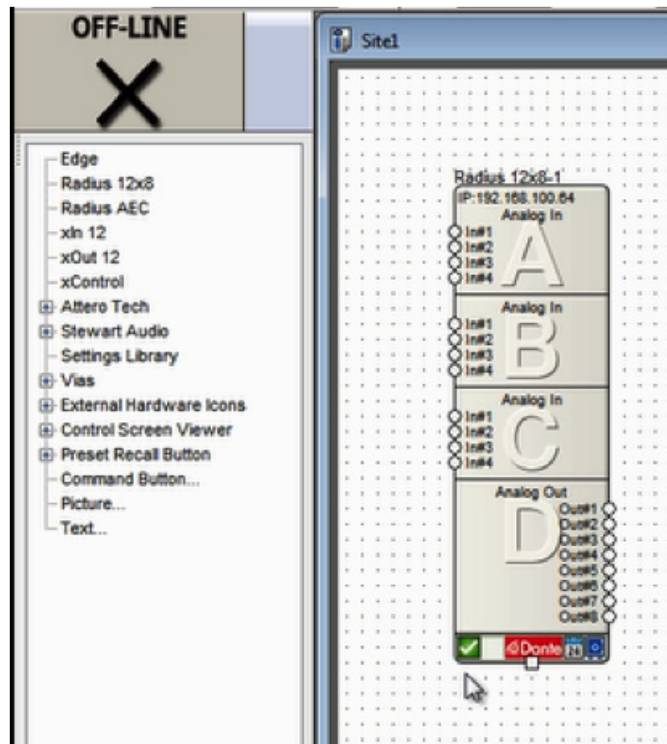 OFF-LINE
Site1
Edge
Radius 12x8
Radius AEC
xIn 12
xOut 12
xControl
Attero Tech
Stewart Audio
Settings Library
Vias
External Hardware Icons
Control Screen Viewer
Preset Recall Button
Command Button...
Picture...
Text...
Radius 12x8-1
IP:192.168.100.64
Analog In
A
In#1
In#2
In#3
In#4
Analog In
B
In#1
In#2
In#3
In#4
Analog In
C
In#1
In#2
In#3
In#4
Analog Out
D
Out#1
Out#2
Out#3
Out#4
Out#5
Out#6
Out#7
Out#8
Dante
26